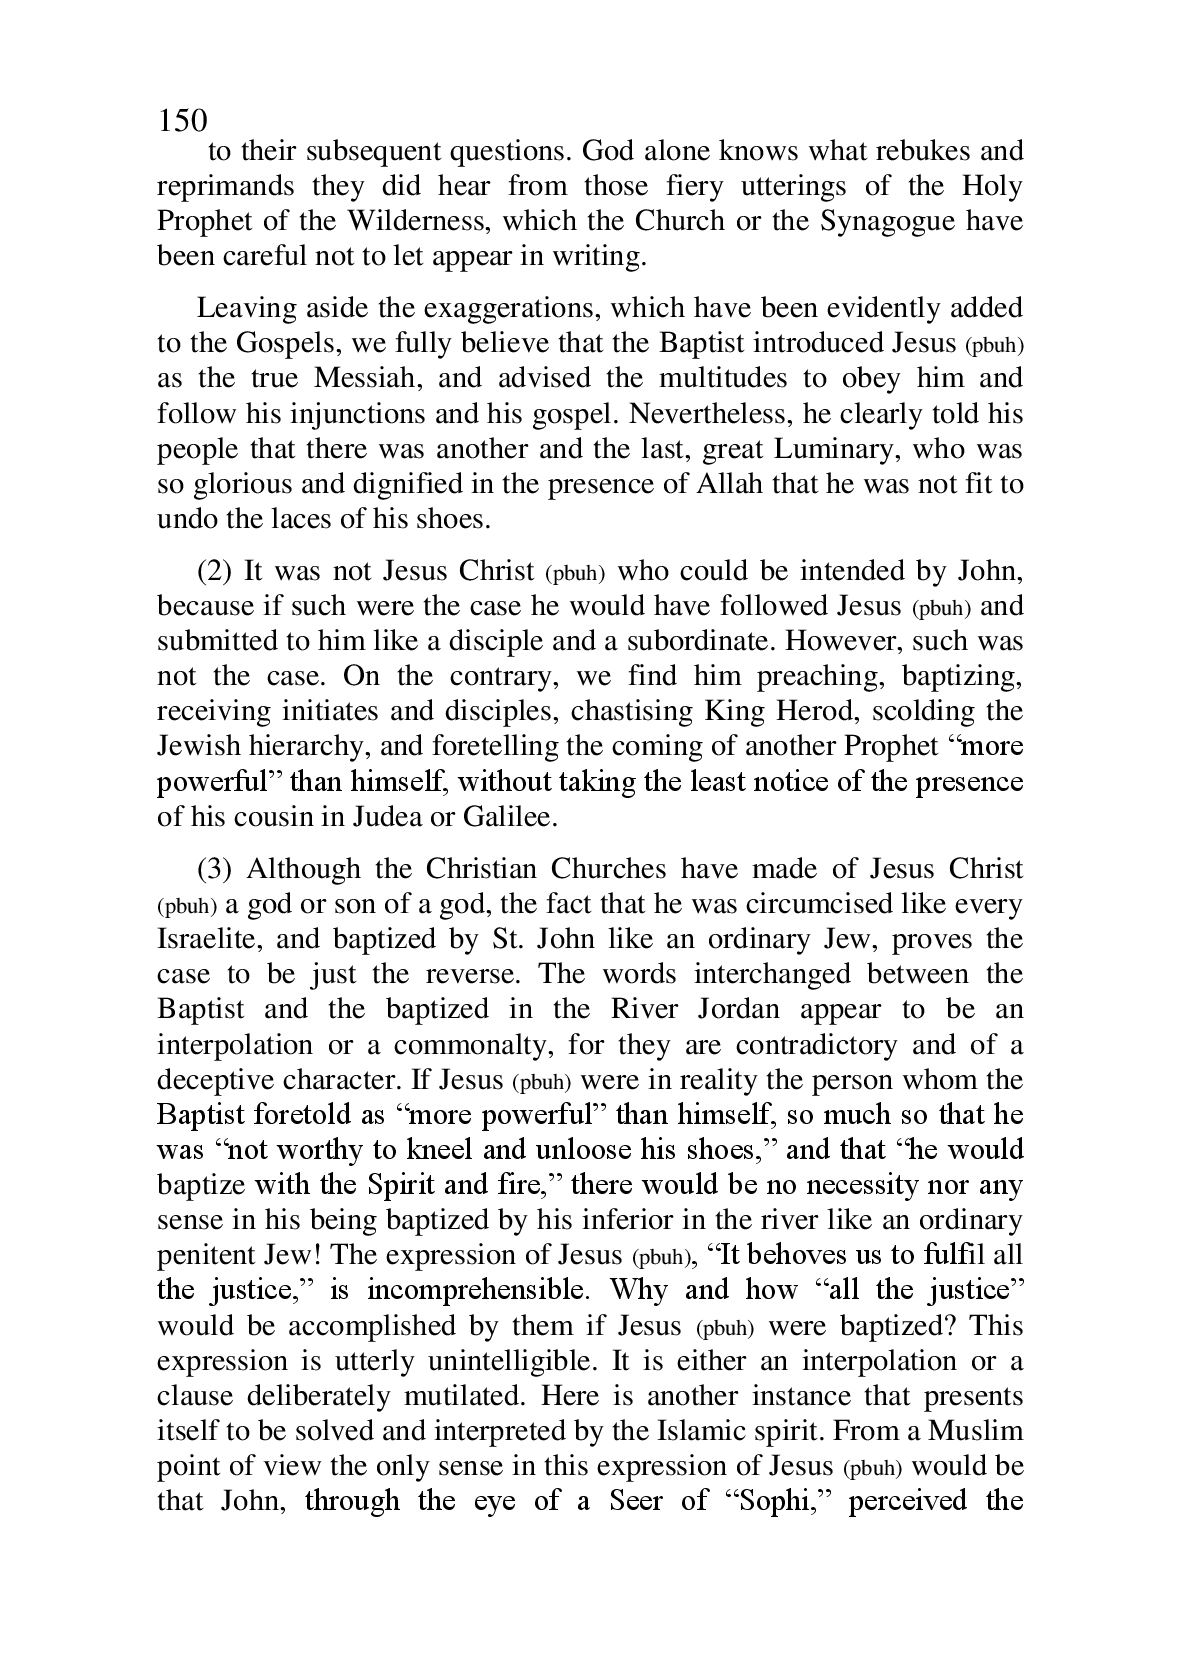 150
to their subsequent questions. God alone knows what rebukes and
reprimands they did hear from those fiery utterings of the Holy
Prophet of the Wilderness, which the Church or the Synagogue have
been careful not to let appear in writing.
Leaving aside the exaggerations, which have been evidently added
to the Gospels, we fully believe that the Baptist introduced Jesus (pbuh)
as the true Messiah, and advised the multitudes to obey him and
follow his injunctions and his gospel. Nevertheless, he clearly told his
people that there was another and the last, great Luminary, who was
so glorious and dignified in the presence of Allah that he was not fit to
undo the laces of his shoes.
(2) It was not Jesus Christ (pbuh) who could be intended by John,
because if such were the case he would have followed Jesus (pbuh) and
submitted to him like a disciple and a subordinate. However, such was
not the case. On the contrary, we find him preaching, baptizing,
receiving initiates and disciples, chastising King Herod, scolding the
Jewish hierarchy, and foretelling the coming of another Prophet “more
powerful” than himself, without taking the least notice of the presence
of his cousin in Judea or Galilee.
(3) Although the Christian Churches have made of Jesus Christ
(pbuh) a god or son of a god, the fact that he was circumcised like every
Israelite, and baptized by St. John like an ordinary Jew, proves the
case to be just the reverse. The words interchanged between the
Baptist and the baptized in the River Jordan appear to be an
interpolation or a commonalty, for they are contradictory and of a
deceptive character. If Jesus (pbuh) were in reality the person whom the
Baptist foretold as “more powerful” than himself, so much so that he
was “not worthy to kneel and unloose his shoes,” and that “he would
baptize with the Spirit and fire,” there would be no necessity nor any
sense in his being baptized by his inferior in the river like an ordinary
penitent Jew! The expression of Jesus (pbuh), “It behoves us to fulfil all
the justice,” is incomprehensible. Why and how “all the justice”
would be accomplished by them if Jesus (pbuh) were baptized? This
expression is utterly unintelligible. It is either an interpolation or a
clause deliberately mutilated. Here is another instance that presents
itself to be solved and interpreted by the Islamic spirit. From a Muslim
point of view the only sense in this expression of Jesus (pbuh) would be
that John, through the eye of a Seer of “Sophi,” perceived the